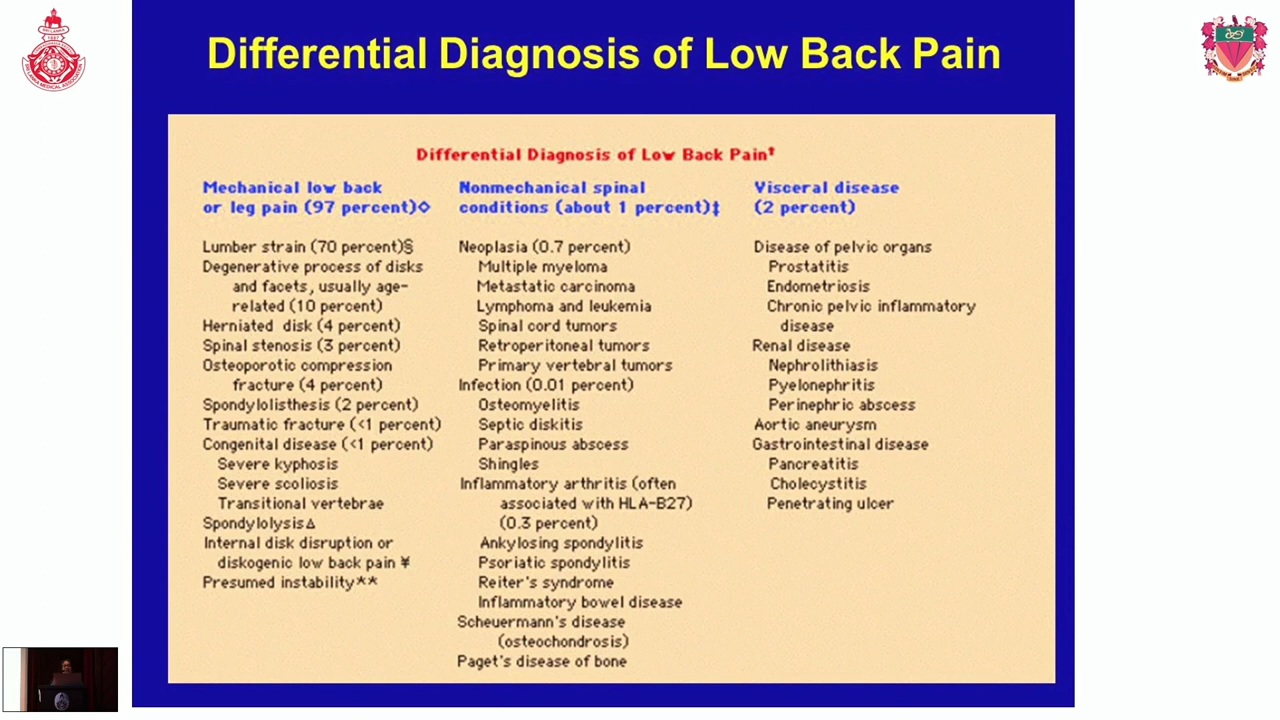 Differential Diagnosis of Low Back Pain
Differential Diagnosis of Low Back Pain†
Mechanical low back
or leg pain (97 percent)◇
Lumber strain (70 percent)§
Degenerative process of disks
and facets, usually age-
related (10 percent)
Herniated disk (4 percent)
Spinal stenosis (3 percent)
Osteoporotic compression
fracture (4 percent)
Spondylolisthesis (2 percent)
Traumatic fracture (<1 percent)
Congenital disease (<1 percent)
Severe kyphosis
Severe scoliosis
Transitional vertebrae
Spondylolysis∆
Internal disk disruption or
diskogenic low back pain ¥
Presumed instability**
Nonmechanical spinal
conditions (about 1 percent)‡
Neoplasia (0.7 percent)
Multiple myeloma
Metastatic carcinoma
Lymphoma and leukemia
Spinal cord tumors
Retroperitoneal tumors
Primary vertebral tumors
Infection (0.01 percent)
Osteomyelitis
Septic diskitis
Paraspinous abscess
Shingles
Inflammatory arthritis (often
associated with HLA-B27)
(0.3 percent)
Ankylosing spondylitis
Psoriatic spondylitis
Reiter's syndrome
Inflammatory bowel disease
Scheuermann's disease
(osteochondrosis)
Paget's disease of bone
Visceral disease
(2 percent)
Disease of pelvic organs
Prostatitis
Endometriosis
Chronic pelvic inflammatory
disease
Renal disease
Nephrolithiasis
Pyelonephritis
Perinephric abscess
Aortic aneurysm
Gastrointestinal disease
Pancreatitis
Cholecystitis
Penetrating ulcer